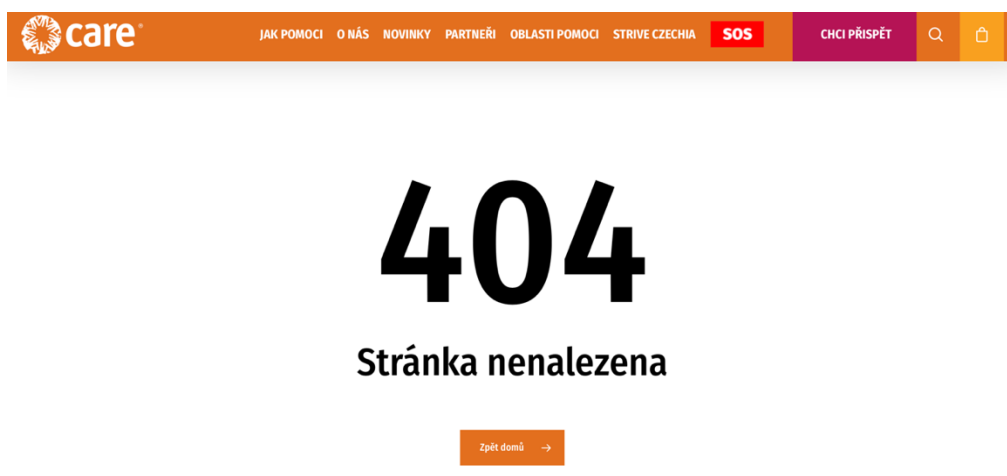 care®
JAK POMOCI O NÁS NOVINKY PARTNEŘI OBLASTI POMOCI STRIVE CZECHIA SOS CHCI PŘISPĚT
404
Stránka nenalezena
Zpět domů →